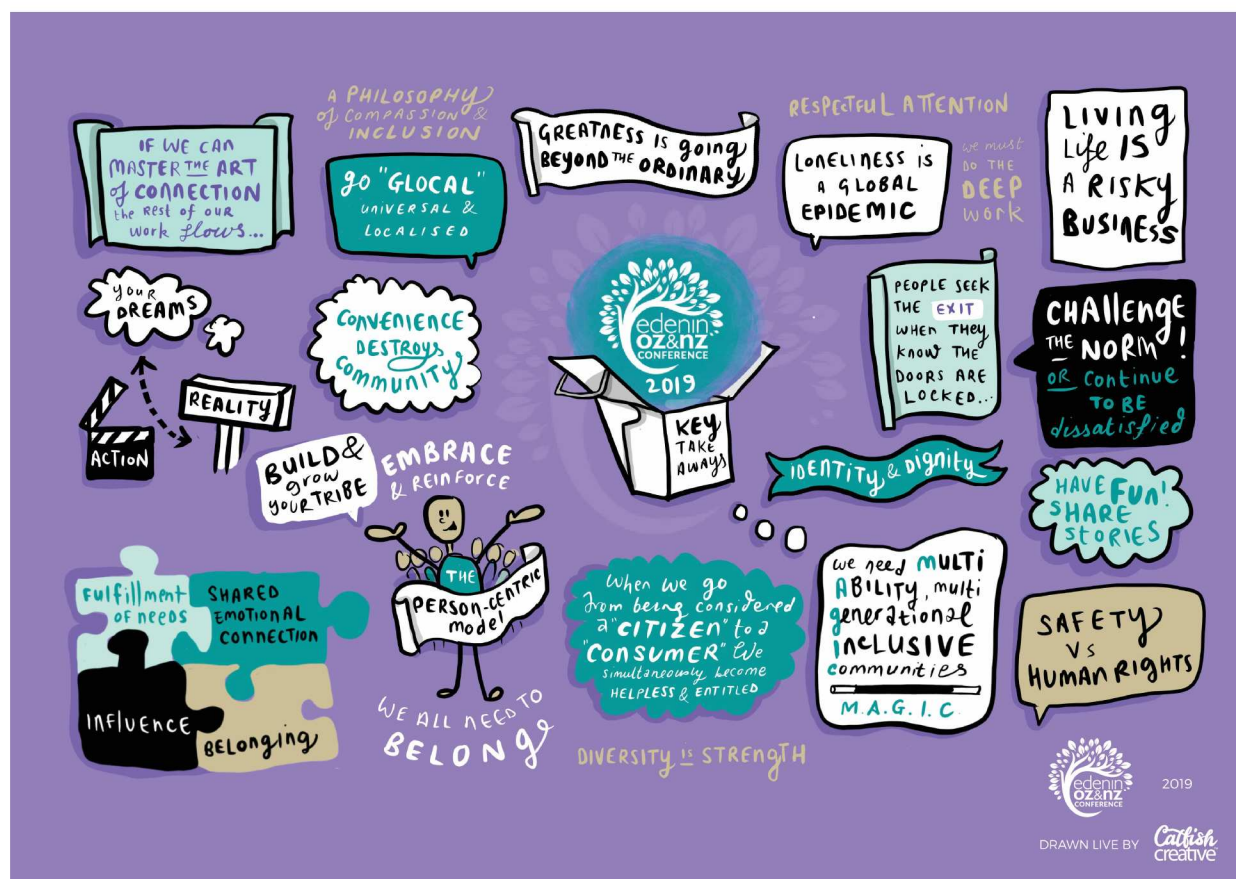 IF WE CAN
MASTER THE ART
of CONNECTION
the REST of OUR
WORK flows...
A PHILOSOPHY
of COMPASSION &
INCLUSION
go "GLOCAL"
UNIVERSAL &
LOCALISED
GREATNESS IS going
BEYOND THE ORDINARY
RESPECTFUL ATTENTION
LONELINESS IS
A GLOBAL
EPIDEMIC
we must
DO THE
DEEP
WORK
LIVING
Life IS
A RISKY
BUSINESS
YOUR
DREAMS
ACTION
REALITY
CONVENIENCE
DESTROYS
COMMUNITY
edenin
OZ&NZ
CONFERENCE
2019
KEY
TAKE
AWAYS
PEOPLE SEEK
THE EXIT
WHEN THEY
KNOW THE
DOORS ARE
LOCKED...
CHALLENGE
THE NORM!
OR Continue
TO BE
dissatisfied
BUILD &
grow
YOUR TRIBE
EMBRACE
& REINFORCE
THE
PERSON-CENTRIC
model
WE ALL NEED TO
BELONG
IDENTITY & Dignity
HAVE FUN!
SHARE
STORIES
Fulfillment
OF NEEDS
SHARED
EMOTIONAL
CONNECTION
INFLUENCE
BELONGING
When we go
from being considered
a "CITIZEN" to a
"CONSUMER" We
simultaneously become
HELPLESS & ENTITLED
DIVERSITY IS STRENGTH
we need MULTI
ABILITY, multi
generational
INCLUSIVE
communities
M.A.G.I.C.
SAFETY
VS
HUMAN RIGHTS
edenin
OZ&NZ
CONFERENCE
2019
DRAWN LIVE BY Catfish
creative